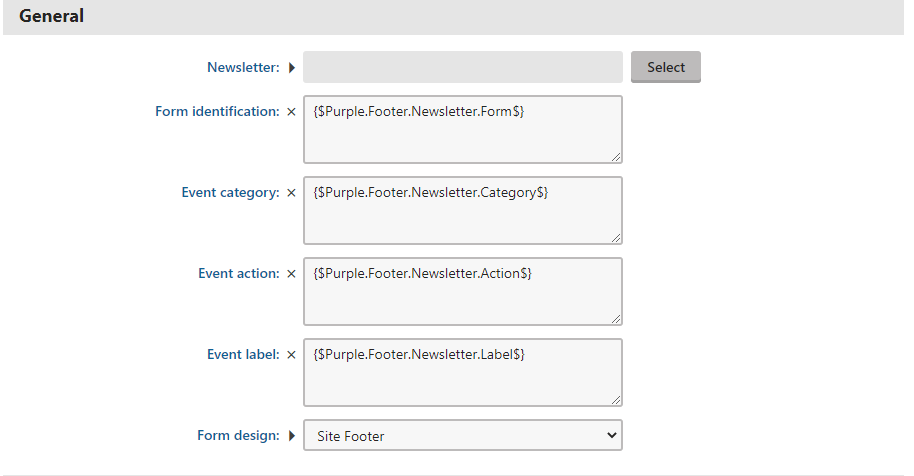 General
Newsletter:
Select
Form identification: ×
{$Purple.Footer.Newsletter.Form$}
Event category: ×
{$Purple.Footer.Newsletter.Category$}
Event action: ×
{$Purple.Footer.Newsletter.Action$}
Event label: ×
{$Purple.Footer.Newsletter.Label$}
Form design:
Site Footer